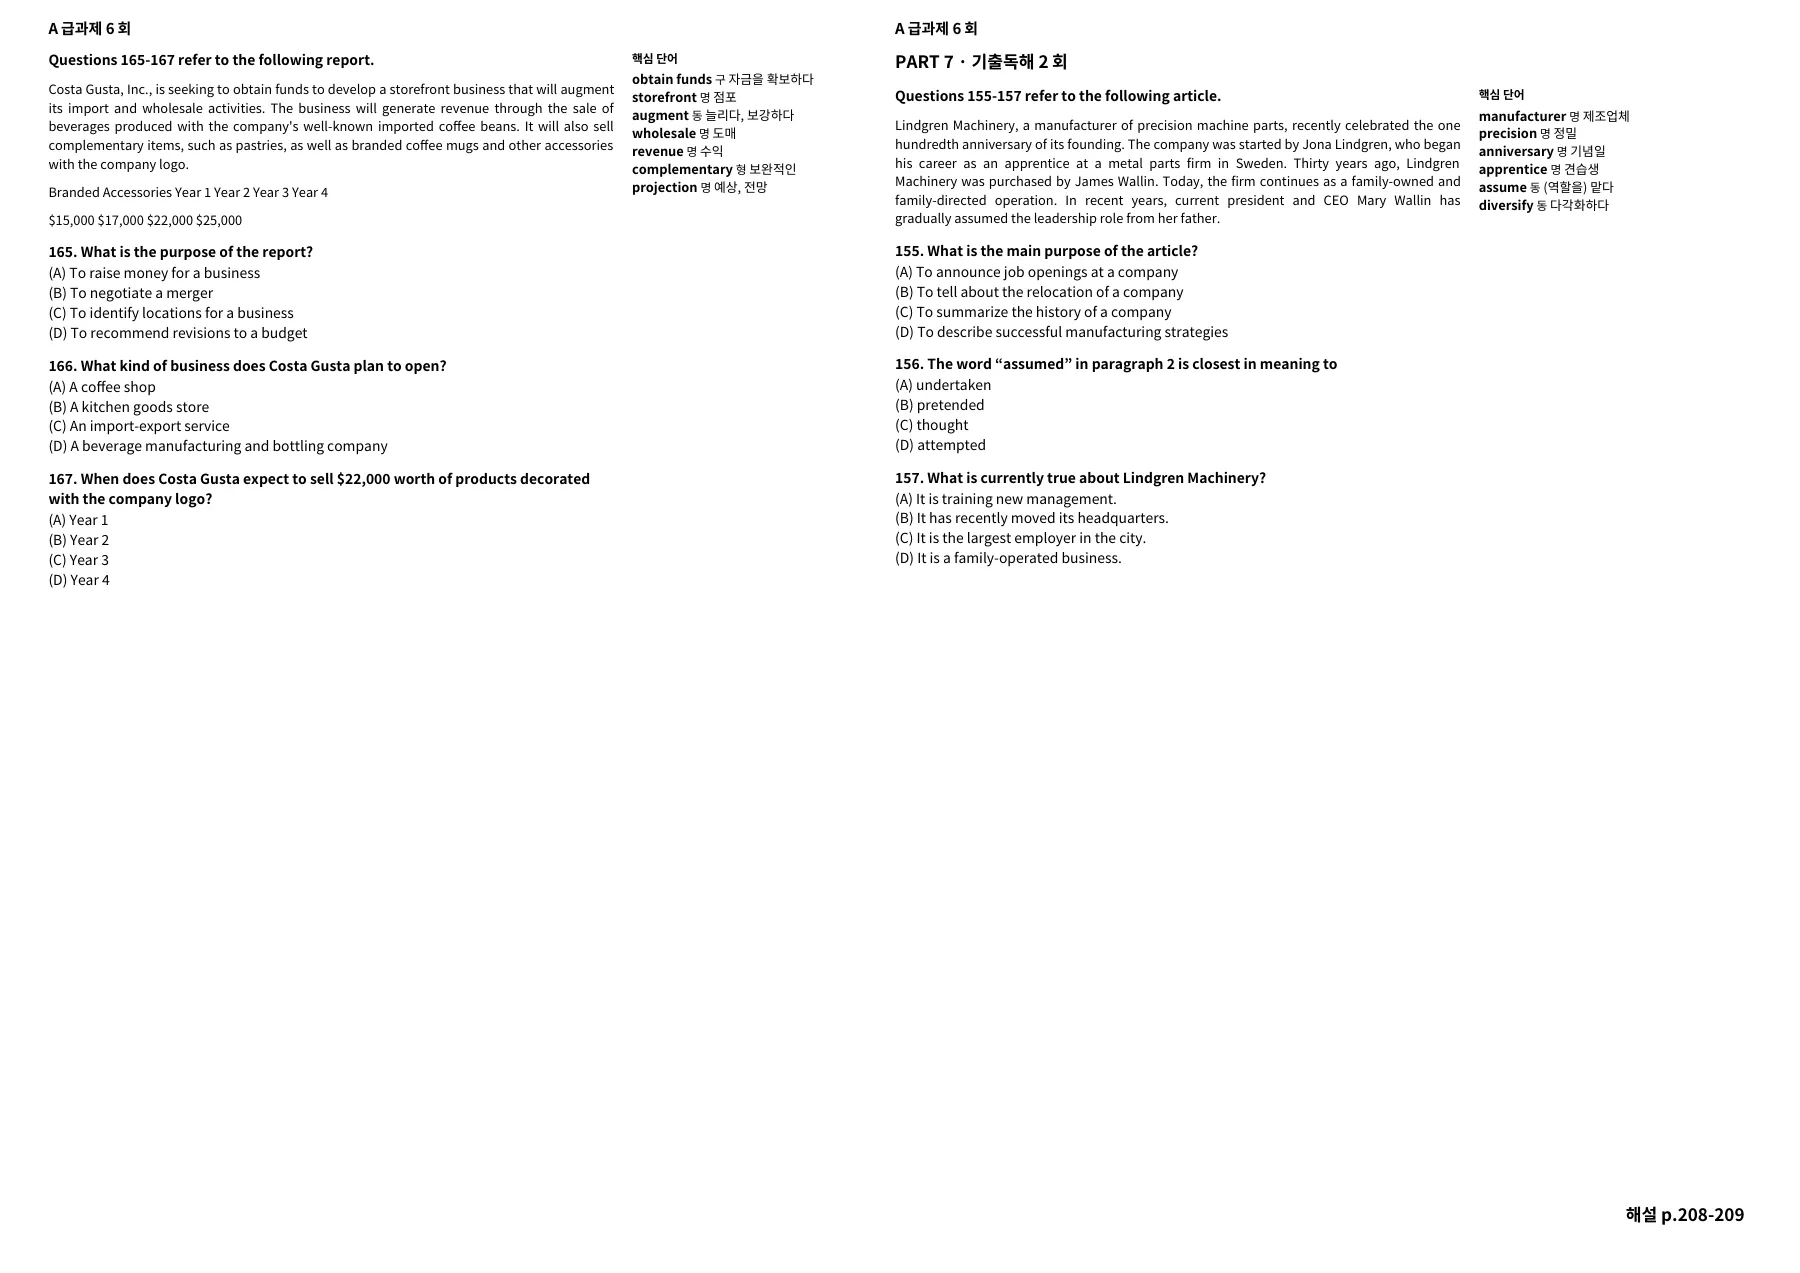 A 급과제 6 회
Questions 165-167 refer to the following report.
Costa Gusta, Inc., is seeking to obtain funds to develop a storefront business that will augment
its import and wholesale activities. The business will generate revenue through the sale of
beverages produced with the company's well-known imported coffee beans. It will also sell
complementary items, such as pastries, as well as branded coffee mugs and other accessories
with the company logo.
Branded Accessories Year 1 Year 2 Year 3 Year 4
$15,000 $17,000 $22,000 $25,000
165. What is the purpose of the report?
(A) To raise money for a business
(B) To negotiate a merger
(C) To identify locations for a business
(D) To recommend revisions to a budget
166. What kind of business does Costa Gusta plan to open?
(A) A coffee shop
(B) A kitchen goods store
(C) An import-export service
(D) A beverage manufacturing and bottling company
167. When does Costa Gusta expect to sell $22,000 worth of products decorated
with the company logo?
(A) Year 1
(B) Year 2
(C) Year 3
(D) Year 4
핵심 단어
obtain funds 구 자금을 확보하다
storefront 명 점포
augment 동 늘리다, 보강하다
wholesale 명 도매
revenue 명 수익
complementary 형 보완적인
projection 명 예상, 전망
A 급과제 6 회
PART 7 · 기출독해 2 회
Questions 155-157 refer to the following article.
Lindgren Machinery, a manufacturer of precision machine parts, recently celebrated the one
hundredth anniversary of its founding. The company was started by Jona Lindgren, who began
his career as an apprentice at a metal parts firm in Sweden. Thirty years ago, Lindgren
Machinery was purchased by James Wallin. Today, the firm continues as a family-owned and
family-directed operation. In recent years, current president and CEO Mary Wallin has
gradually assumed the leadership role from her father.
155. What is the main purpose of the article?
(A) To announce job openings at a company
(B) To tell about the relocation of a company
(C) To summarize the history of a company
(D) To describe successful manufacturing strategies
156. The word “assumed” in paragraph 2 is closest in meaning to
(A) undertaken
(B) pretended
(C) thought
(D) attempted
157. What is currently true about Lindgren Machinery?
(A) It is training new management.
(B) It has recently moved its headquarters.
(C) It is the largest employer in the city.
(D) It is a family-operated business.
핵심 단어
manufacturer 명 제조업체
precision 명 정밀
anniversary 명 기념일
apprentice 명 견습생
assume 동 (역할을) 맡다
diversify 동 다각화하다
해설 p.208-209